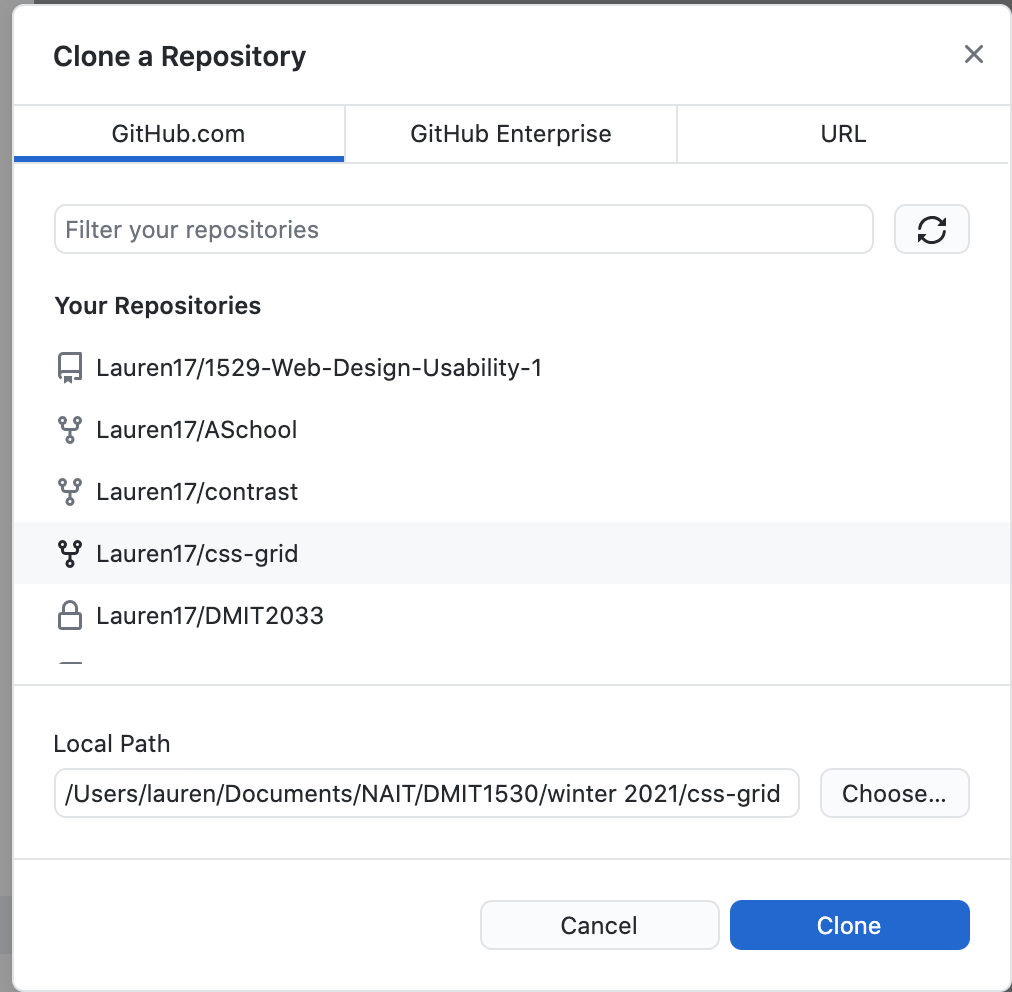 Clone a Repository
GitHub.com
GitHub Enterprise
URL
Filter your repositories
Your Repositories
Lauren17/1529-Web-Design-Usability-1
Lauren17/ASchool
Lauren17/contrast
Lauren17/css-grid
Lauren17/DMIT2033
Local Path
/Users/lauren/Documents/NAIT/DMIT1530/winter 2021/css-grid
Choose...
Cancel
Clone